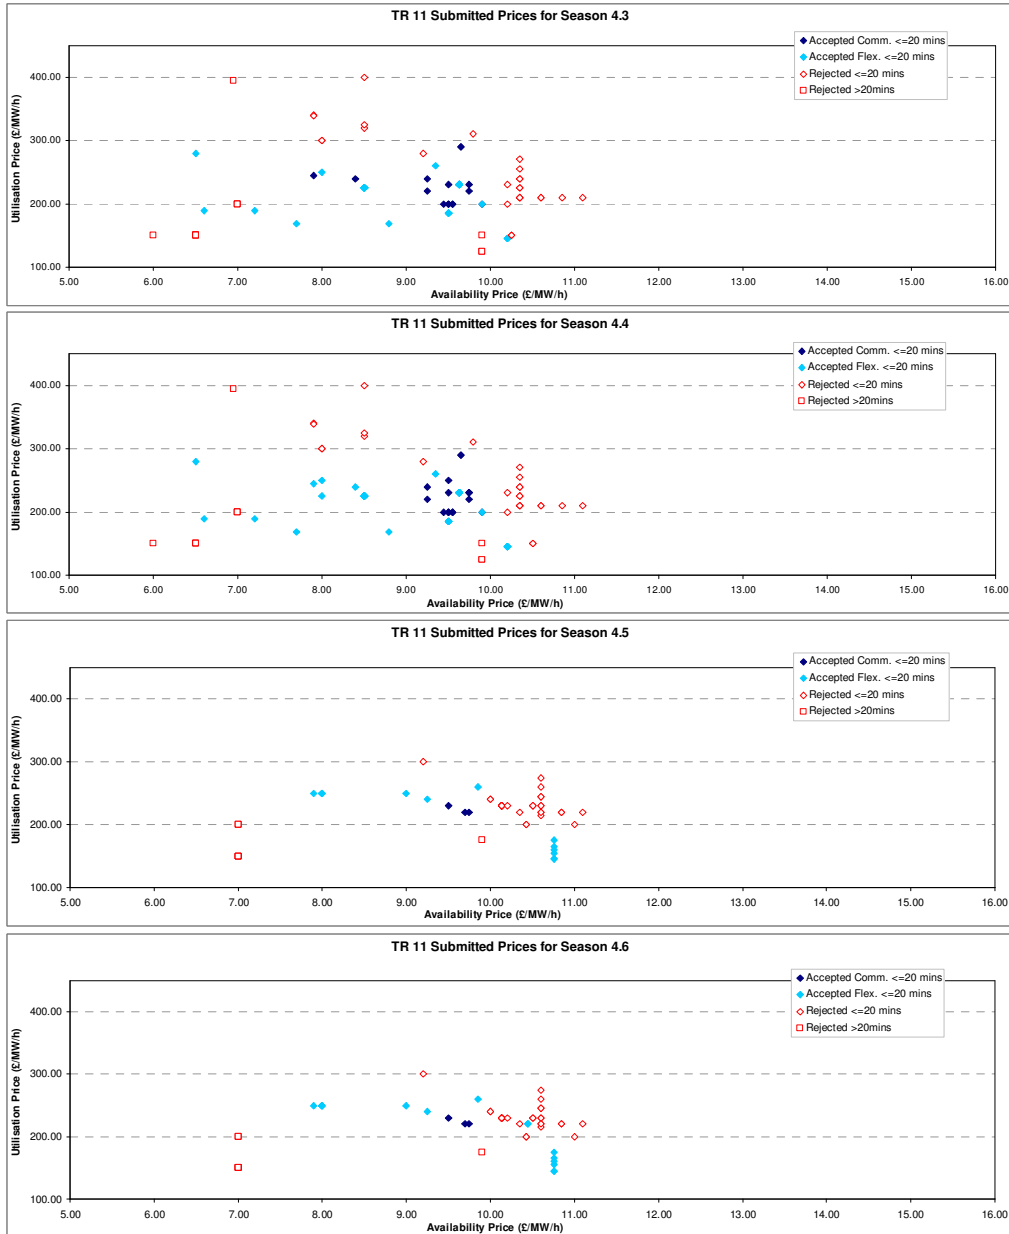 TR 11 Submitted Prices for Season 4.3
Accepted Comm. <=20 mins
Accepted Flex. <=20 mins
Rejected <=20 mins
Rejected >20mins
Utilisation Price (£/MW/h)
400.00
300.00
200.00
100.00
5.00 6.00 7.00 8.00 9.00 10.00 11.00 12.00 13.00 14.00 15.00 16.00
Availability Price (£/MW/h)
TR 11 Submitted Prices for Season 4.4
Accepted Comm. <=20 mins
Accepted Flex. <=20 mins
Rejected <=20 mins
Rejected >20mins
Utilisation Price (£/MW/h)
400.00
300.00
200.00
100.00
5.00 6.00 7.00 8.00 9.00 10.00 11.00 12.00 13.00 14.00 15.00 16.00
Availability Price (£/MW/h)
TR 11 Submitted Prices for Season 4.5
Accepted Comm. <=20 mins
Accepted Flex. <=20 mins
Rejected <=20 mins
Rejected >20mins
Utilisation Price (£/MW/h)
400.00
300.00
200.00
100.00
5.00 6.00 7.00 8.00 9.00 10.00 11.00 12.00 13.00 14.00 15.00 16.00
Availability Price (£/MW/h)
TR 11 Submitted Prices for Season 4.6
Accepted Comm. <=20 mins
Accepted Flex. <=20 mins
Rejected <=20 mins
Rejected >20mins
Utilisation Price (£/MW/h)
400.00
300.00
200.00
100.00
5.00 6.00 7.00 8.00 9.00 10.00 11.00 12.00 13.00 14.00 15.00 16.00
Availability Price (£/MW/h)